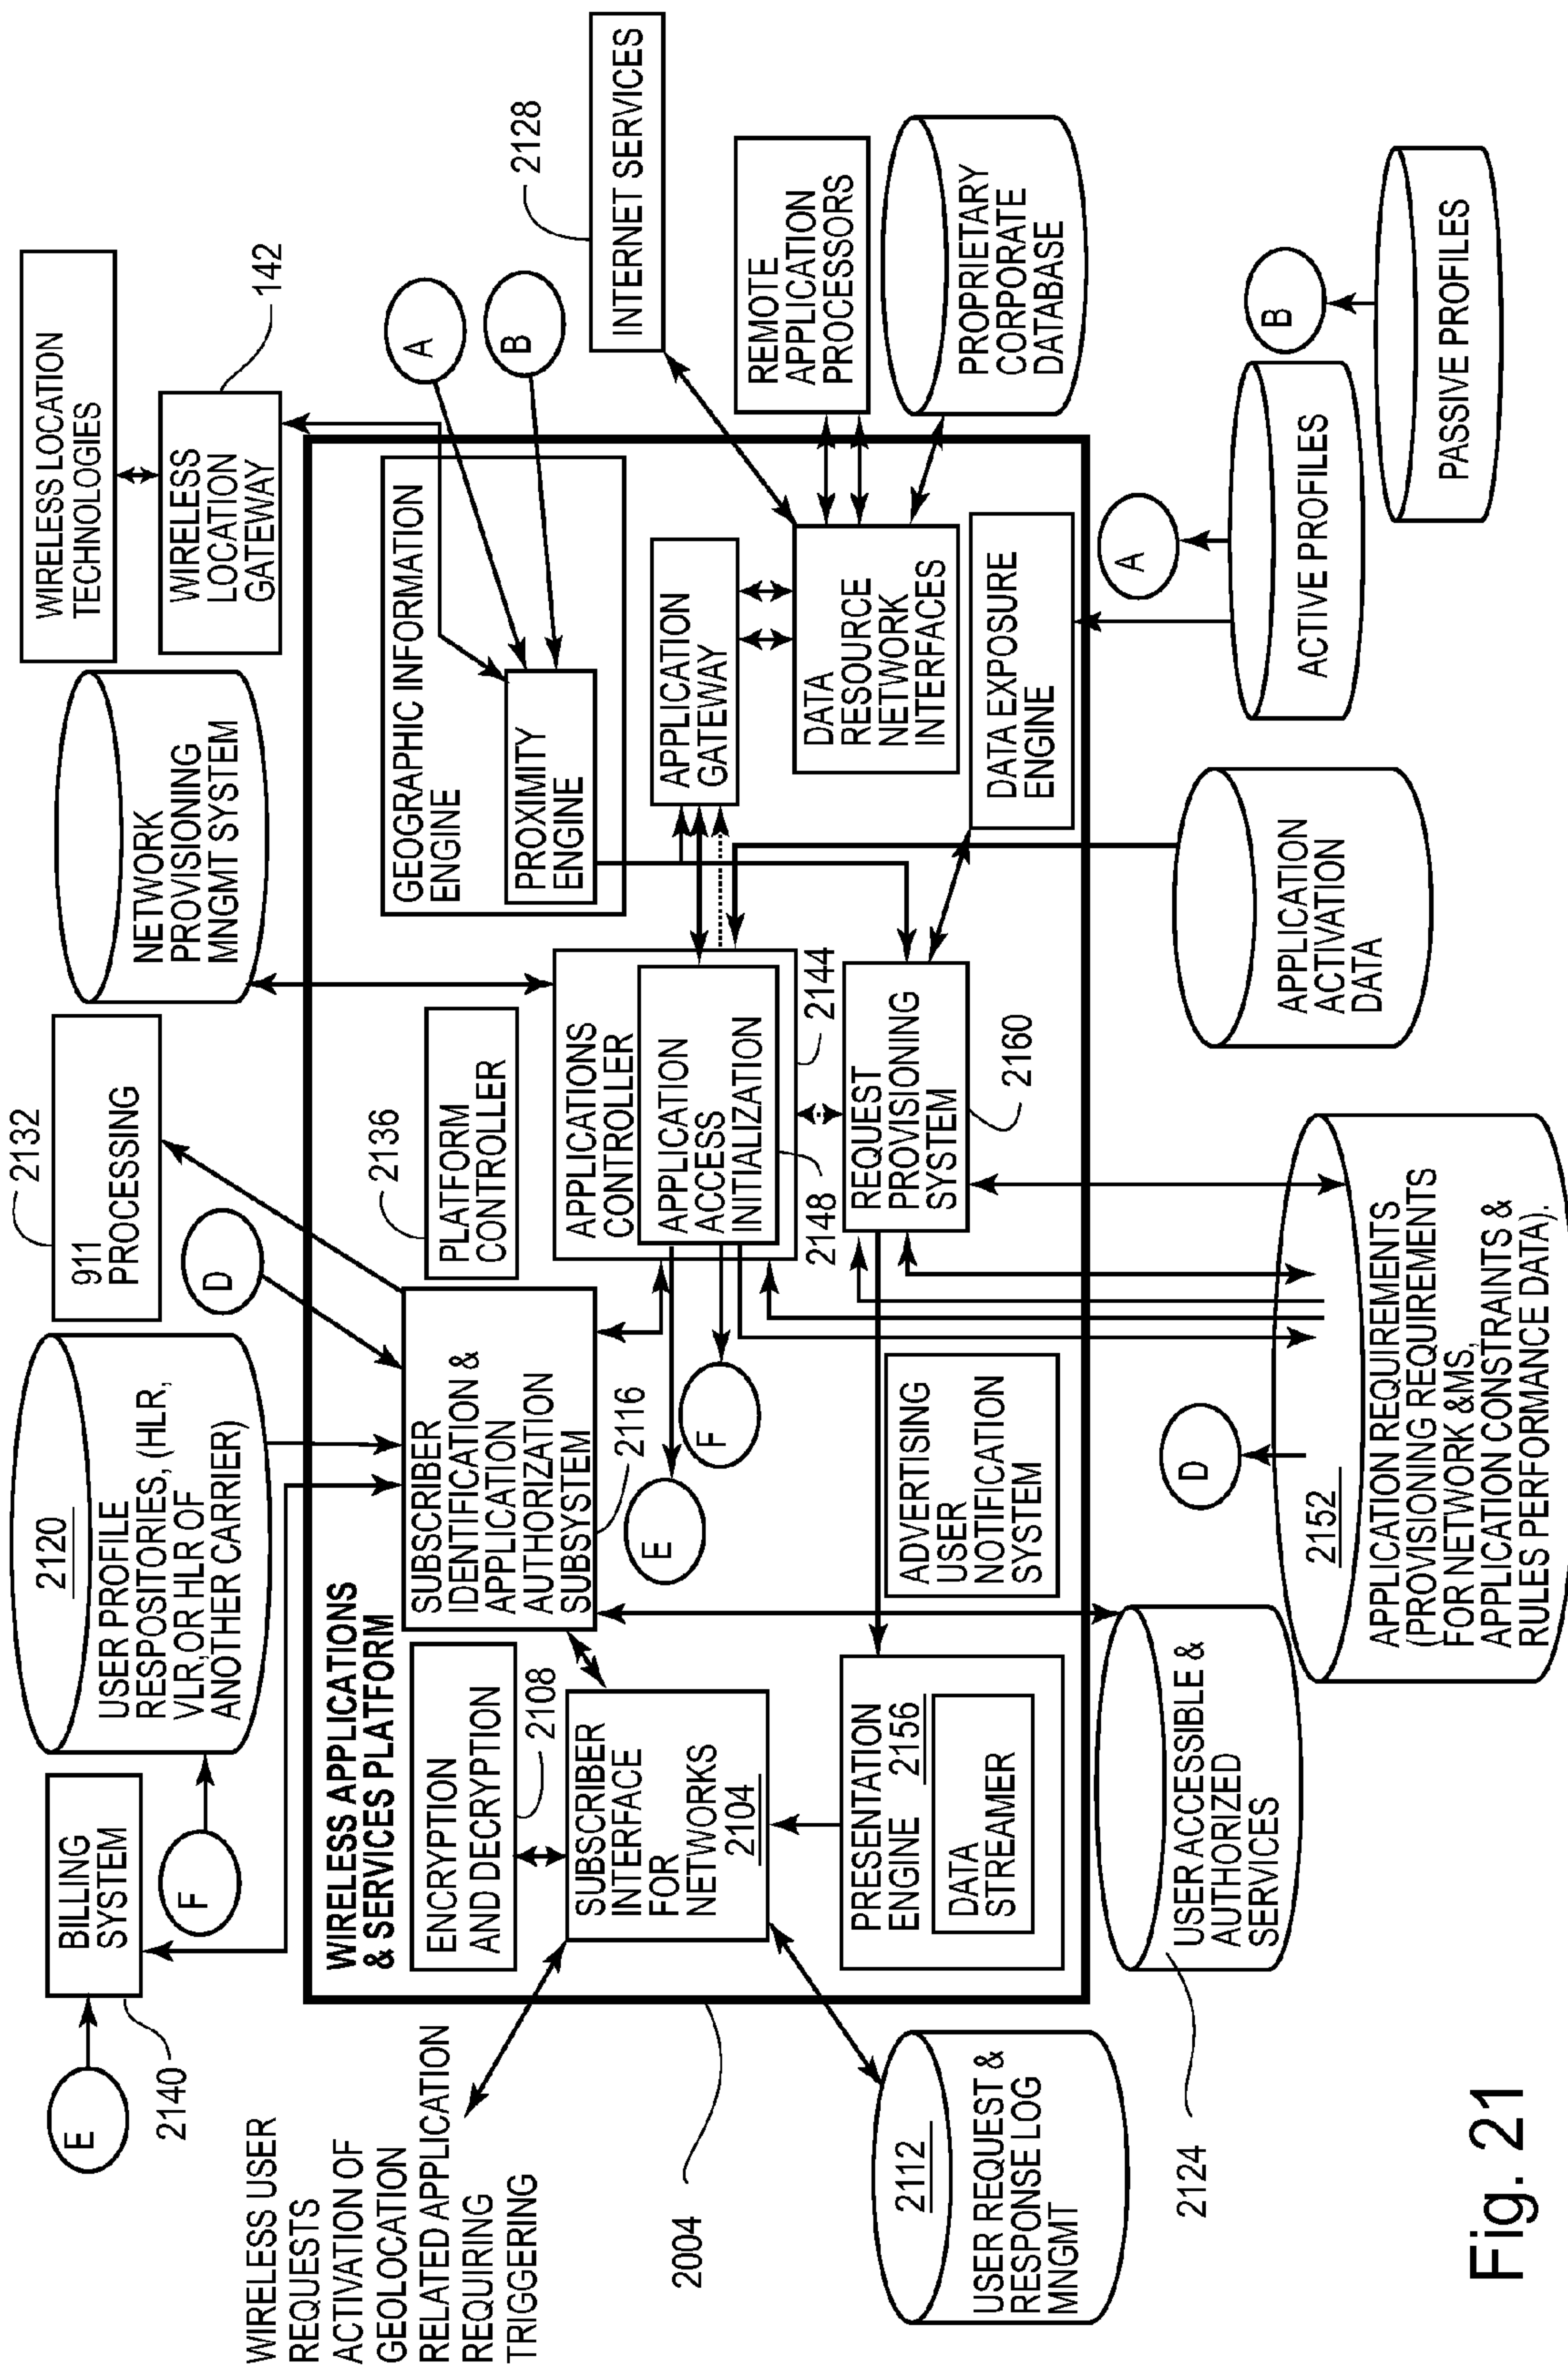 E
BILLING
SYSTEM
2140
F
2120
USER PROFILE
RESPOSITORIES, (HLR,
VLR, OR HLR OF
ANOTHER CARRIER)
2132
911
PROCESSING
D
NETWORK
PROVISIONING
MNGMT SYSTEM
WIRELESS LOCATION
TECHNOLOGIES
WIRELESS
LOCATION
GATEWAY
142
WIRELESS USER
REQUESTS
ACTIVATION OF
GEOLOCATION
RELATED APPLICATION
REQUIRING
TRIGGERING
WIRELESS APPLICATIONS
& SERVICES PLATFORM
ENCRYPTION
AND DECRYPTION
2108
SUBSCRIBER
INTERFACE
FOR
NETWORKS
2104
SUBSCRIBER
IDENTIFICATION &
APPLICATION
AUTHORIZATION
SUBSYSTEM
2116
2136
PLATFORM
CONTROLLER
APPLICATIONS
CONTROLLER
APPLICATION
ACCESS
INITIALIZATION
2144
2148
E
F
GEOGRAPHIC INFORMATION
ENGINE
PROXIMITY
ENGINE
A
B
2128
INTERNET SERVICES
APPLICATION
GATEWAY
DATA
RESOURCE
NETWORK
INTERFACES
REMOTE
APPLICATION
PROCESSORS
PROPRIETARY
CORPORATE
DATABASE
DATA EXPOSURE
ENGINE
REQUEST
PROVISIONING
SYSTEM
2160
ADVERTISING
USER
NOTIFICATION
SYSTEM
PRESENTATION
ENGINE 2156
DATA
STREAMER
2004
2112
USER REQUEST &
RESPONSE LOG
MNGMT
2124
USER ACCESSIBLE &
AUTHORIZED
SERVICES
D
2152
APPLICATION REQUIREMENTS
(PROVISIONING REQUIREMENTS
FOR NETWORK &MS,
APPLICATION CONSTRAINTS &
RULES PERFORMANCE DATA).
APPLICATION
ACTIVATION
DATA
A
ACTIVE PROFILES
B
PASSIVE PROFILES
Fig. 21